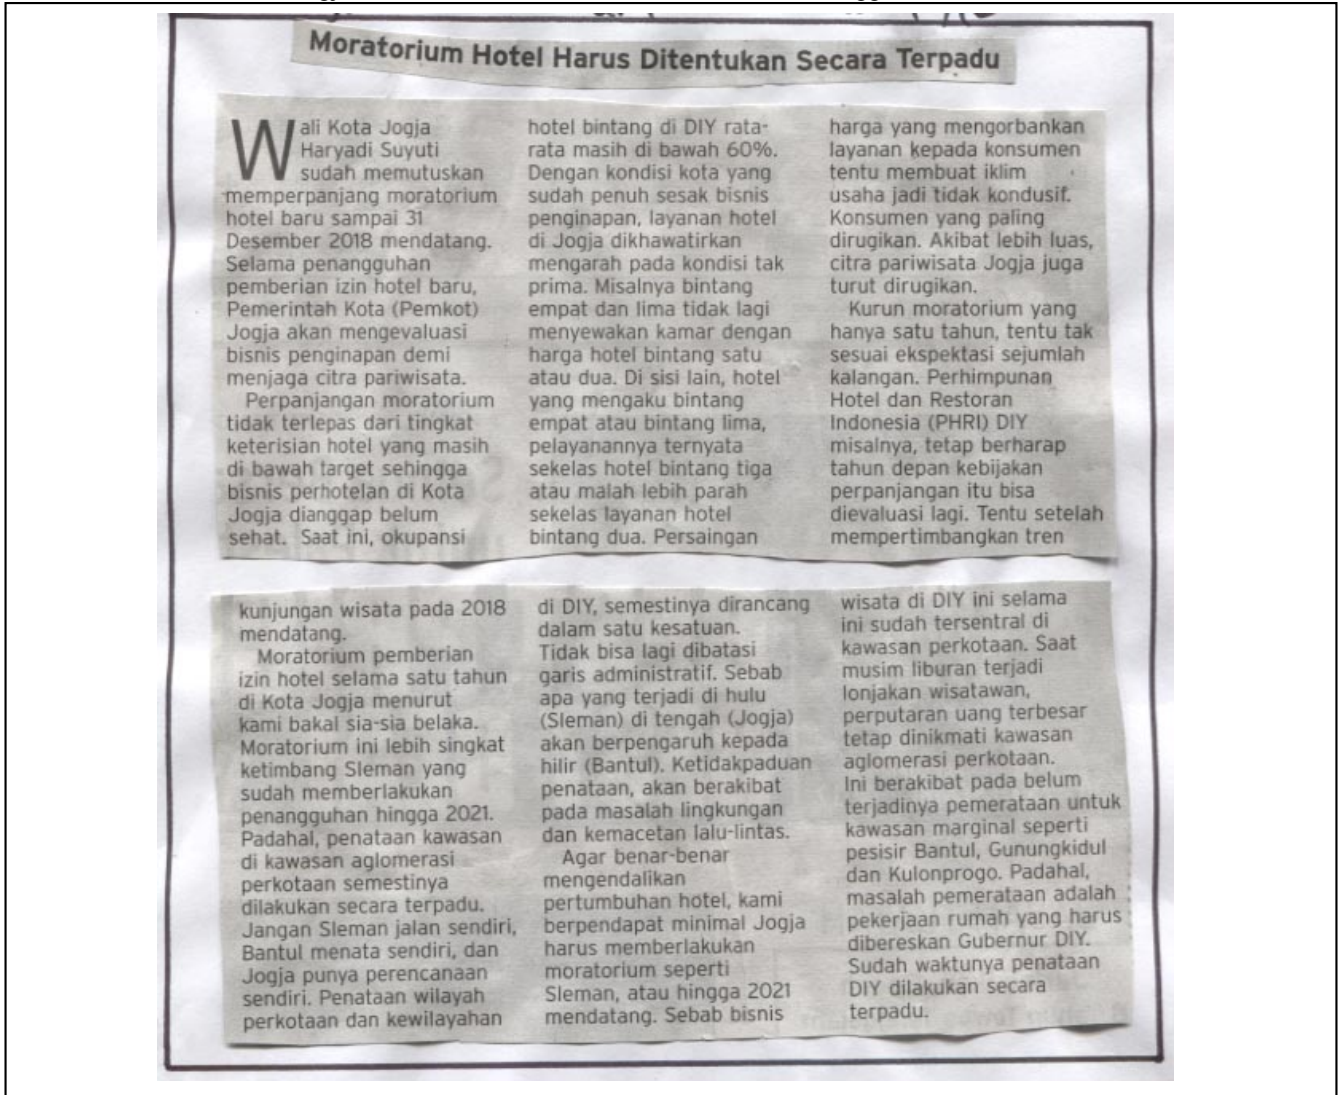 Moratorium Hotel Harus Ditentukan Secara Terpadu
Wali Kota Jogja
Haryadi Suyuti
sudah memutuskan
memperpanjang moratorium
hotel baru sampai 31
Desember 2018 mendatang.
Selama penangguhan
pemberian izin hotel baru,
Pemerintah Kota (Pemkot)
Jogja akan mengevaluasi
bisnis penginapan demi
menjaga citra pariwisata.
Perpanjangan moratorium
tidak terlepas dari tingkat
keterisian hotel yang masih
di bawah target sehingga
bisnis perhotelan di Kota
Jogja dianggap belum
sehat. Saat ini, okupansi
hotel bintang di DIY rata-
rata masih di bawah 60%.
Dengan kondisi kota yang
sudah penuh sesak bisnis
penginapan, layanan hotel
di Jogja dikhawatirkan
mengarah pada kondisi tak
prima. Misalnya bintang
empat dan lima tidak lagi
menyewakan kamar dengan
harga hotel bintang satu
atau dua. Di sisi lain, hotel
yang mengaku bintang
empat atau bintang lima,
pelayanannya ternyata
sekelas hotel bintang tiga
atau malah lebih parah
sekelas layanan hotel
bintang dua. Persaingan
harga yang mengorbankan
layanan kepada konsumen
tentu membuat iklim
usaha jadi tidak kondusif.
Konsumen yang paling
dirugikan. Akibat lebih luas,
citra pariwisata Jogja juga
turut dirugikan.
Kurun moratorium yang
hanya satu tahun, tentu tak
sesuai ekspektasi sejumlah
kalangan. Perhimpunan
Hotel dan Restoran
Indonesia (PHRI) DIY
misalnya, tetap berharap
tahun depan kebijakan
perpanjangan itu bisa
dievaluasi lagi. Tentu setelah
mempertimbangkan tren
kunjungan wisata pada 2018
mendatang.
Moratorium pemberian
izin hotel selama satu tahun
di Kota Jogja menurut
kami bakal sia-sia belaka.
Moratorium ini lebih singkat
ketimbang Sleman yang
sudah memberlakukan
penangguhan hingga 2021.
Padahal, penataan kawasan
di kawasan aglomerasi
perkotaan semestinya
dilakukan secara terpadu.
Jangan Sleman jalan sendiri,
Bantul menata sendiri, dan
Jogja punya perencanaan
sendiri. Penataan wilayah
perkotaan dan kewilayahan
di DIY, semestinya dirancang
dalam satu kesatuan.
Tidak bisa lagi dibatasi
garis administratif. Sebab
apa yang terjadi di hulu
(Sleman) di tengah (Jogja)
akan berpengaruh kepada
hilir (Bantul). Ketidakpaduan
penataan, akan berakibat
pada masalah lingkungan
dan kemacetan lalu-lintas.
Agar benar-benar
mengendalikan
pertumbuhan hotel, kami
berpendapat minimal Jogja
harus memberlakukan
moratorium seperti
Sleman, atau hingga 2021
mendatang. Sebab bisnis
wisata di DIY ini selama
ini sudah tersentral di
kawasan perkotaan. Saat
musim liburan terjadi
lonjakan wisatawan,
perputaran uang terbesar
tetap dinikmati kawasan
aglomerasi perkotaan.
Ini berakibat pada belum
terjadinya pemerataan untuk
kawasan marginal seperti
pesisir Bantul, Gunungkidul
dan Kulonprogo. Padahal,
masalah pemerataan adalah
pekerjaan rumah yang harus
dibereskan Gubernur DIY.
Sudah waktunya penataan
DIY dilakukan secara
terpadu.